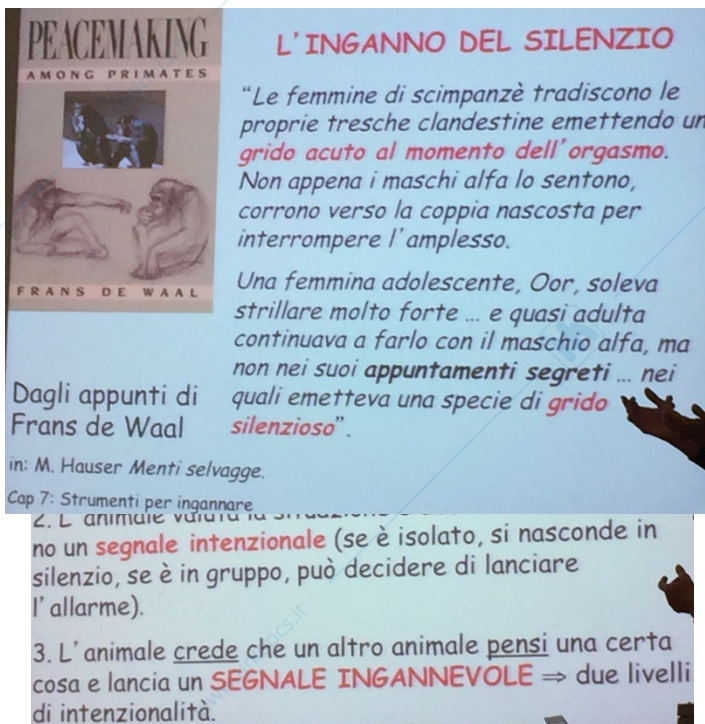 PEACEMAKING
AMONG PRIMATES
FRANS DE WAAL
L'INGANNO DEL SILENZIO
“Le femmine di scimpanzè tradiscono le
proprie tresche clandestine emettendo un
grido acuto al momento dell'orgasmo.
Non appena i maschi alfa lo sentono,
corrono verso la coppia nascosta per
interrompere l'amplesso.
Una femmina adolescente, Oor, soleva
strillare molto forte ... e quasi adulta
continuava a farlo con il maschio alfa, ma
non nei suoi appuntamenti segreti ... nei
quali emetteva una specie di grido
silenzioso”.
Dagli appunti di
Frans de Waal
in: M. Hauser Menti selvagge.
Cap 7: Strumenti per ingannare
2. L'animale valuta la
no un segnale intenzionale (se è isolato, si nasconde in
silenzio, se è in gruppo, può decidere di lanciare
l'allarme).
3. L'animale crede che un altro animale pensi una certa
cosa e lancia un SEGNALE INGANNEVOLE ⇒ due livelli
di intenzionalità.